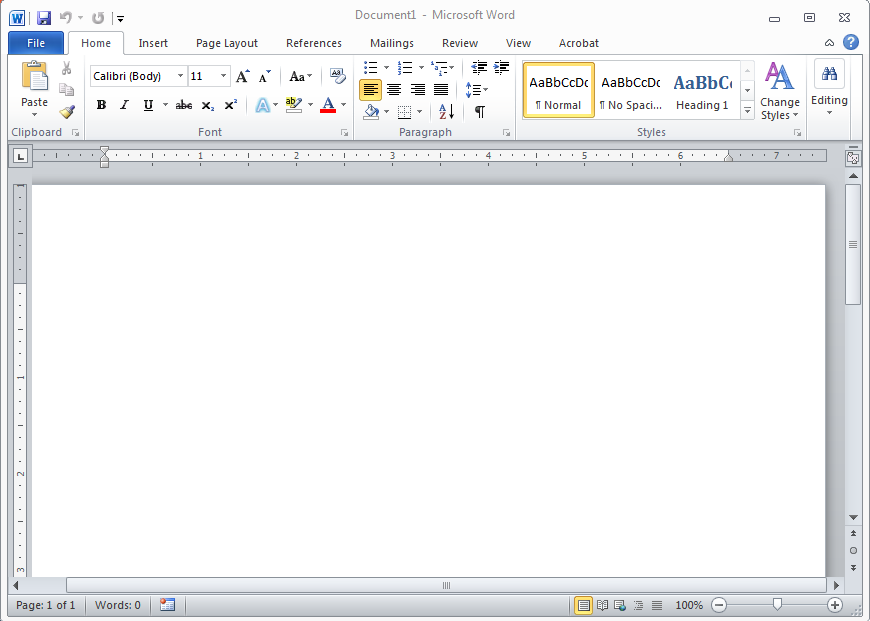 Document1 - Microsoft Word
File Home Insert Page Layout References Mailings Review View Acrobat
Paste
Calibri (Body) 11 A A Aa
B I U abc x₂ x² A ab A
AaBbCcDc AaBbCcDc AaBbCc
¶ Normal ¶ No Spaci... Heading 1
Change Styles
Editing
Clipboard Font Paragraph Styles
L 1 2 3 4 5 6 7
1
2
3
Page: 1 of 1 Words: 0 100%